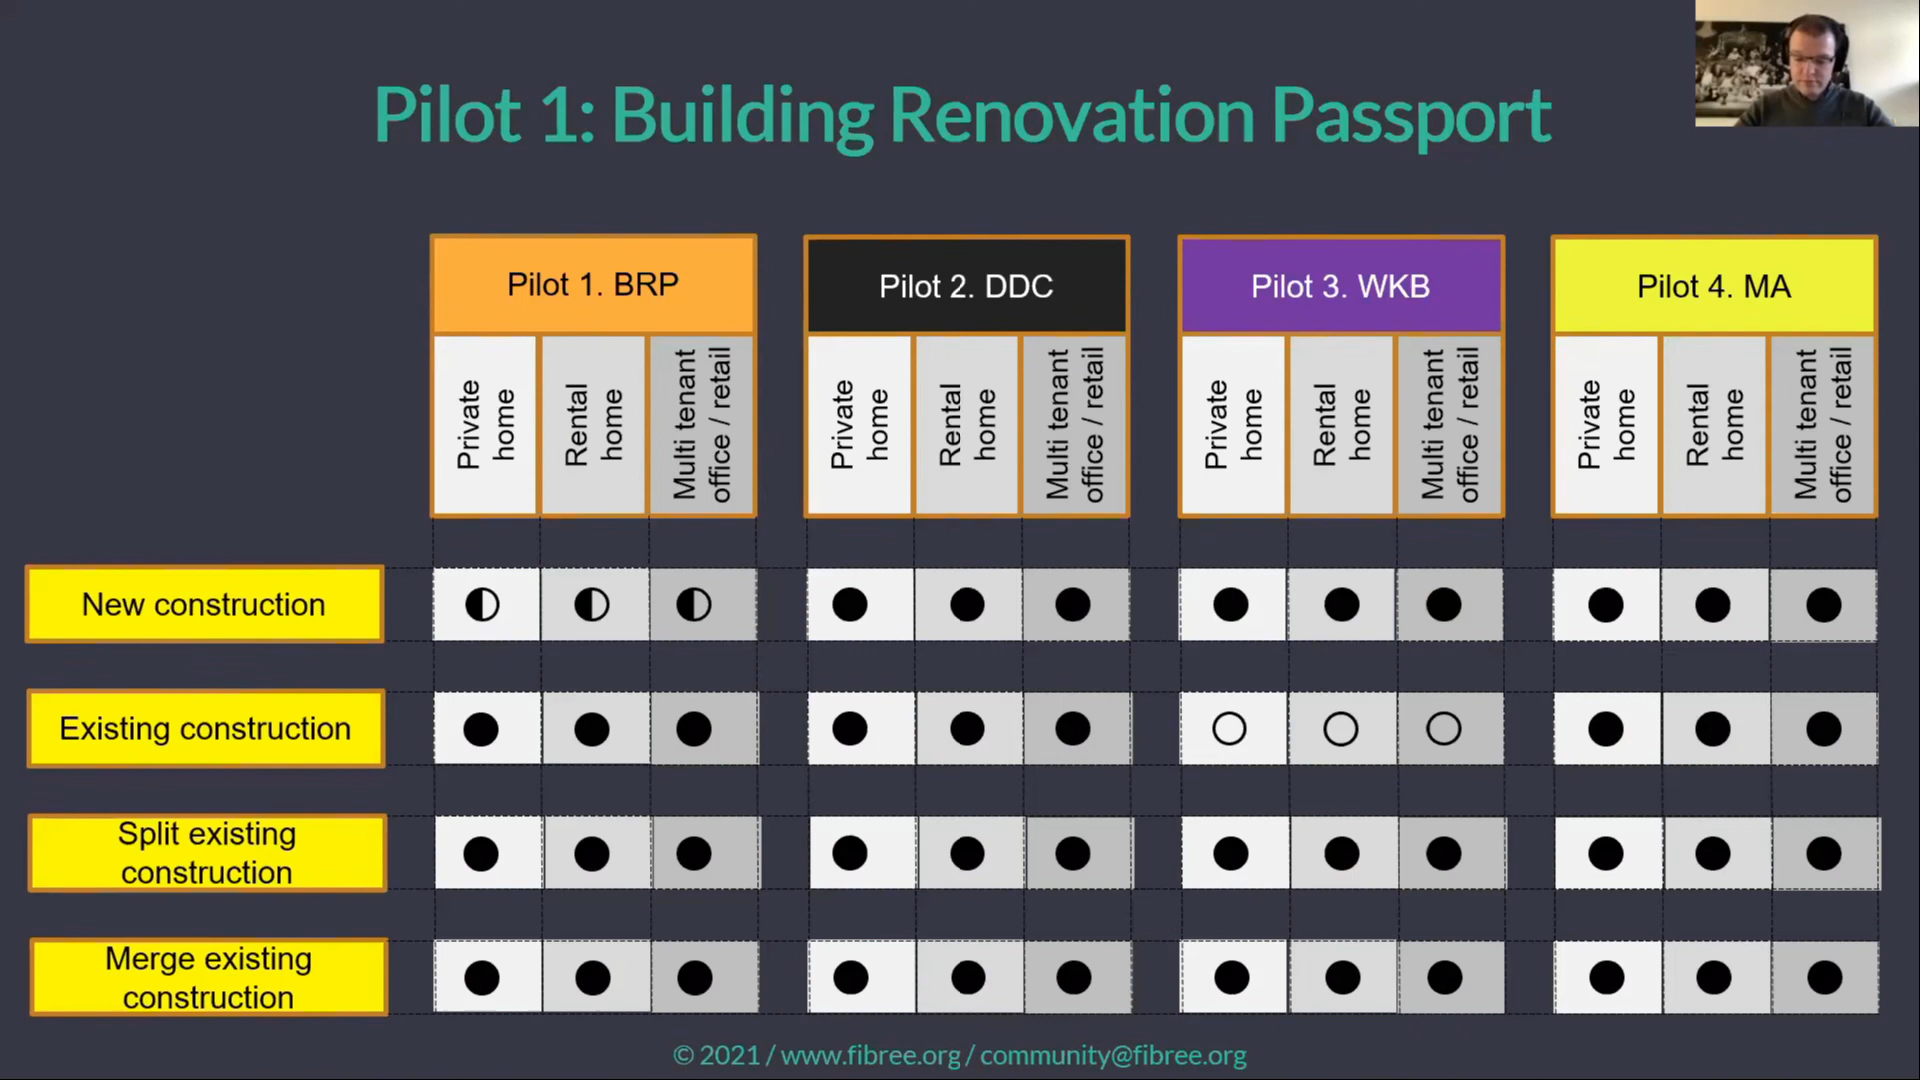 Pilot 1: Building Renovation Passport
Pilot 1. BRP
Pilot 2. DDC
Pilot 3. WKB
Pilot 4. MA
Private
home
Rental
home
Multi tenant
office / retail
Private
home
Rental
home
Multi tenant
office / retail
Private
home
Rental
home
Multi tenant
office / retail
Private
home
Rental
home
Multi tenant
office / retail
New construction
Existing construction
Split existing
construction
Merge existing
construction
© 2021 / www.fibree.org / community@fibree.org